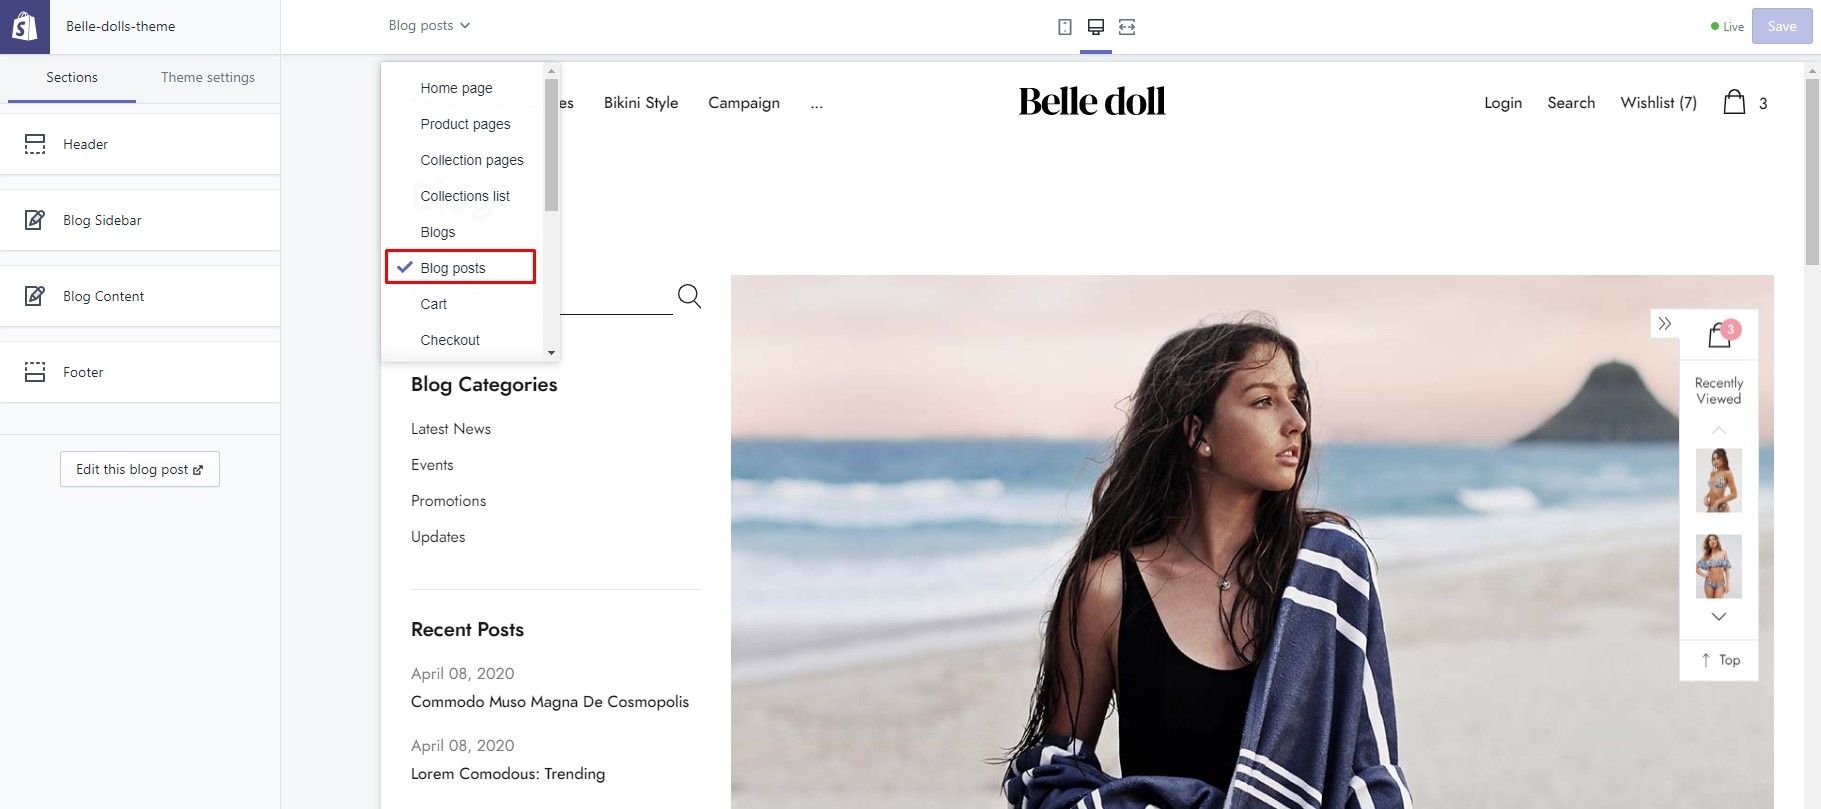 Belle-dolls-theme
Blog posts
Live
Save
Sections
Theme settings
Header
Blog Sidebar
Blog Content
Footer
Edit this blog post
Home page
Product pages
Collection pages
Collections list
Blogs
Blog posts
Cart
Checkout
Bikini Style
Campaign
...
Belle doll
Login
Search
Wishlist (7)
3
Blog Categories
Latest News
Events
Promotions
Updates
Recent Posts
April 08, 2020
Commodo Muso Magna De Cosmopolis
April 08, 2020
Lorem Comodous: Trending
3
Recently
Viewed
Top